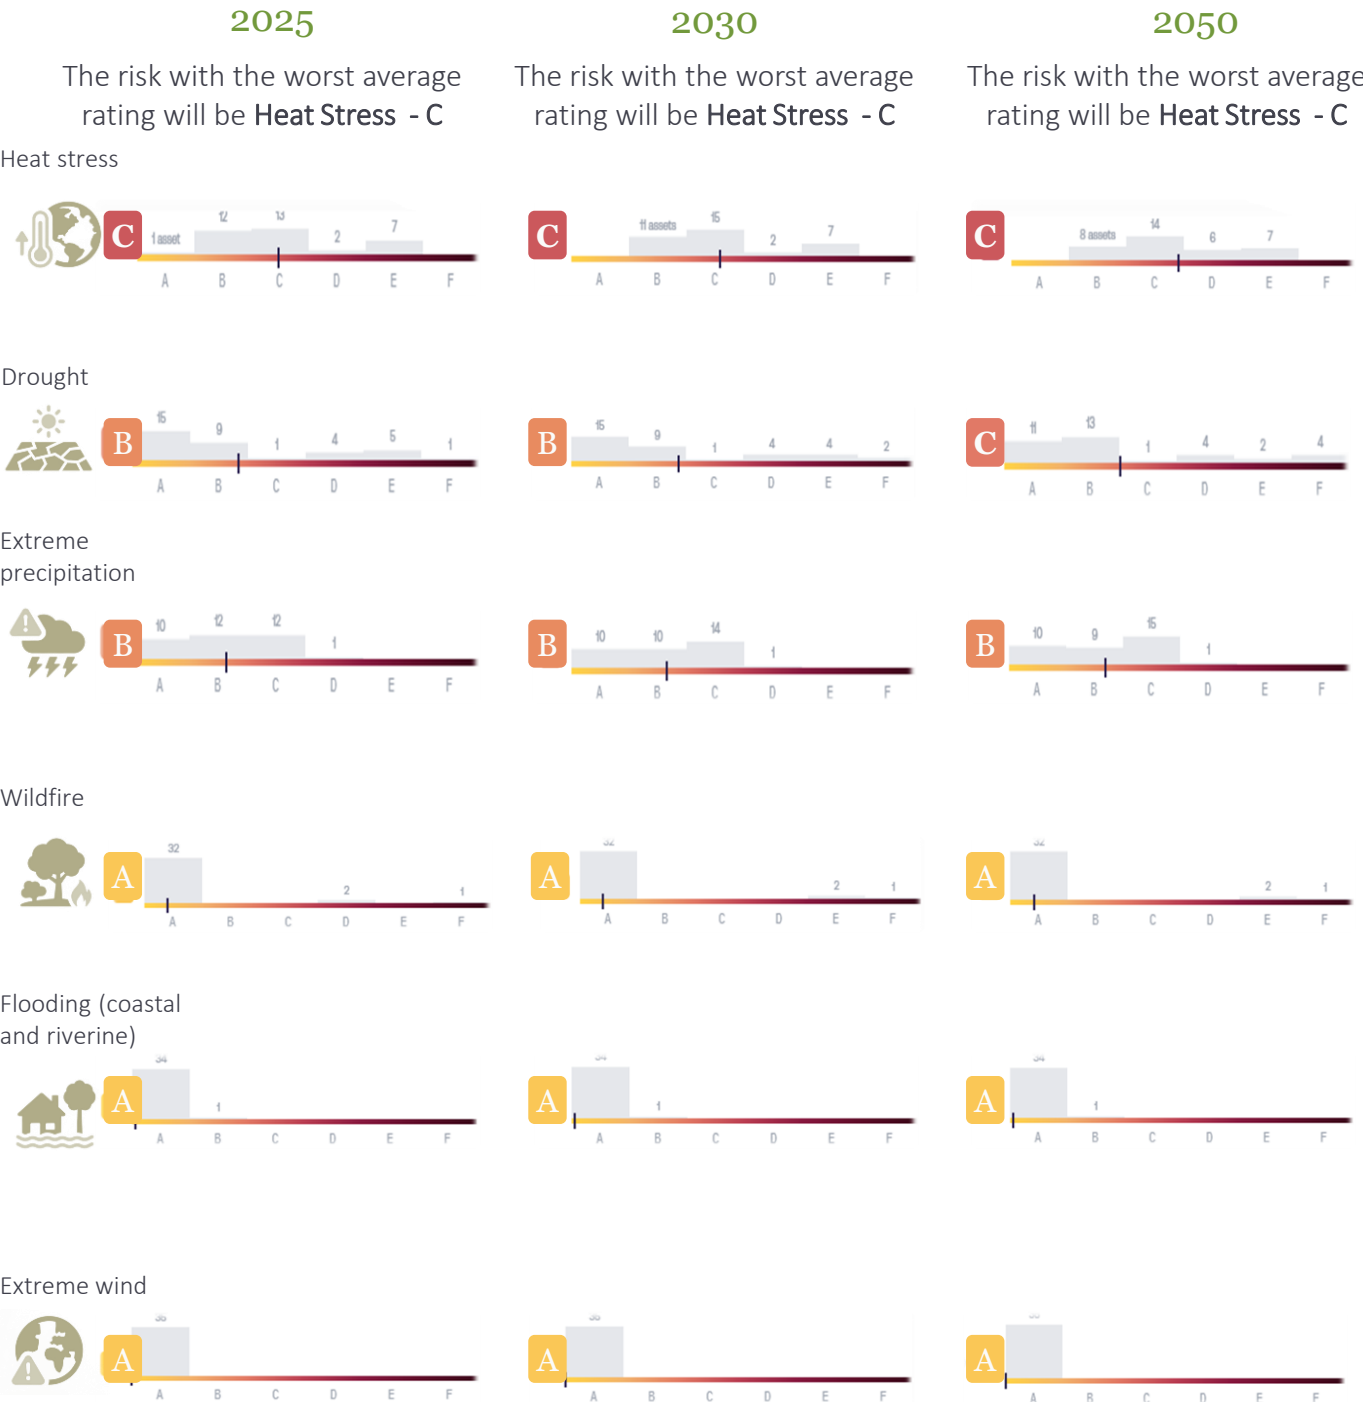 2025 2030 2050
The risk with the worst average The risk with the worst average The risk with the worst average
rating will be Heat Stress - C rating will be Heat Stress - C rating will be Heat Stress - C
Heat stress
12 13 2 7
C 1 asset
A B C D E F
11 assets 15 2 7
C
A B C D E F
8 assets 14 6 7
C
A B C D E F
Drought
15 9 1 4 5 1
B
A B C D E F
15 9 1 4 4 2
B
A B C D E F
11 13 1 4 2 4
C
A B C D E F
Extreme
precipitation
10 12 12 1
B
A B C D E F
10 10 14 1
B
A B C D E F
10 9 15 1
B
A B C D E F
Wildfire
32 2 1
A
A B C D E F
32 2 1
A
A B C D E F
32 2 1
A
A B C D E F
Flooding (coastal
and riverine)
34 1
A
A B C D E F
34 1
A
A B C D E F
34 1
A
A B C D E F
Extreme wind
A
A B C D E F
A
A B C D E F
A
A B C D E F